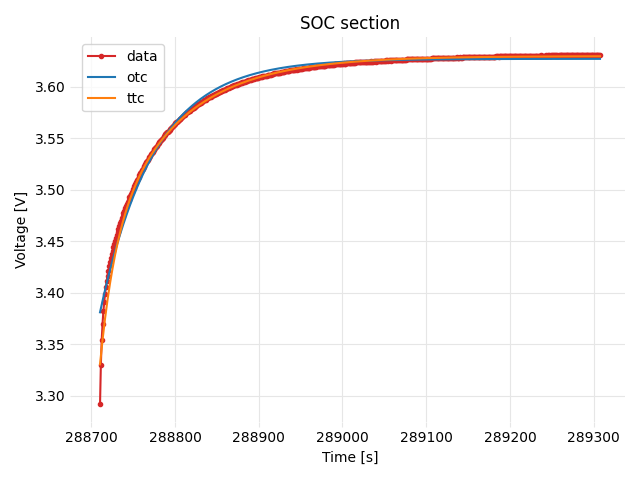 SOC section
data
otc
ttc
Voltage [V]
3.60
3.55
3.50
3.45
3.40
3.35
3.30
288700 288800 288900 289000 289100 289200 289300
Time [s]